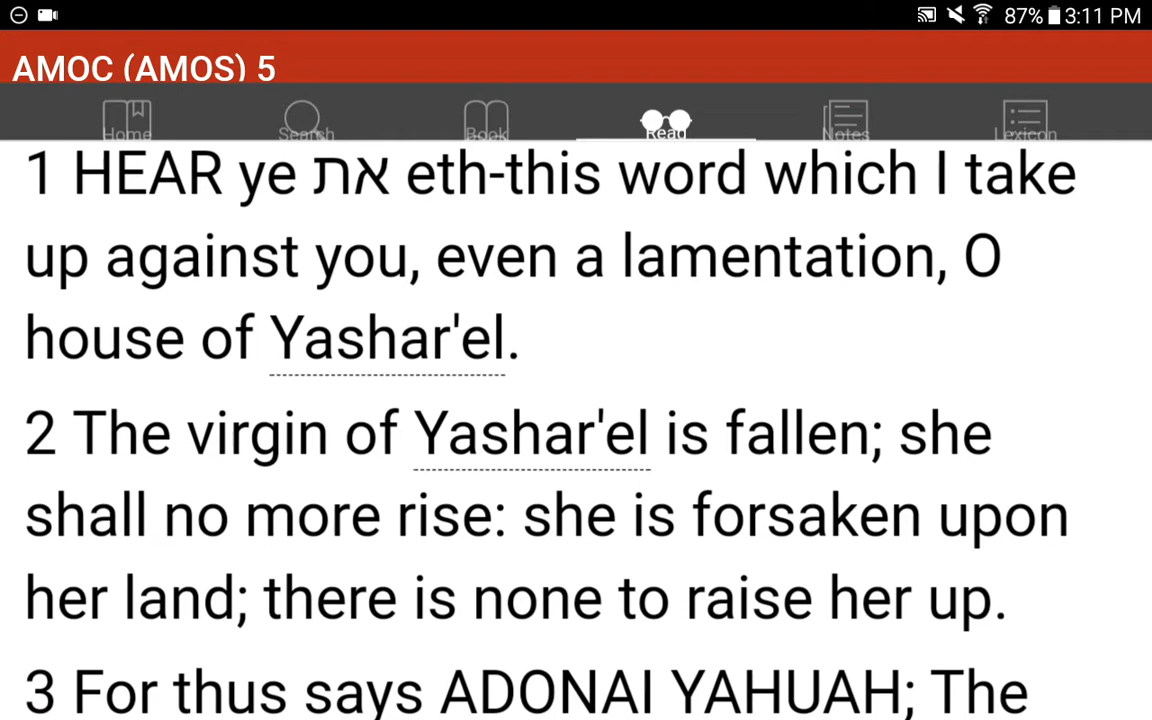 87% 3:11 PM
AMOC (AMOS) 5
Home Search Book Read Notes Lexicon
1 HEAR ye את eth-this word which I take
up against you, even a lamentation, O
house of Yashar'el.
2 The virgin of Yashar'el is fallen; she
shall no more rise: she is forsaken upon
her land; there is none to raise her up.
3 For thus says ADONAI YAHUAH; The